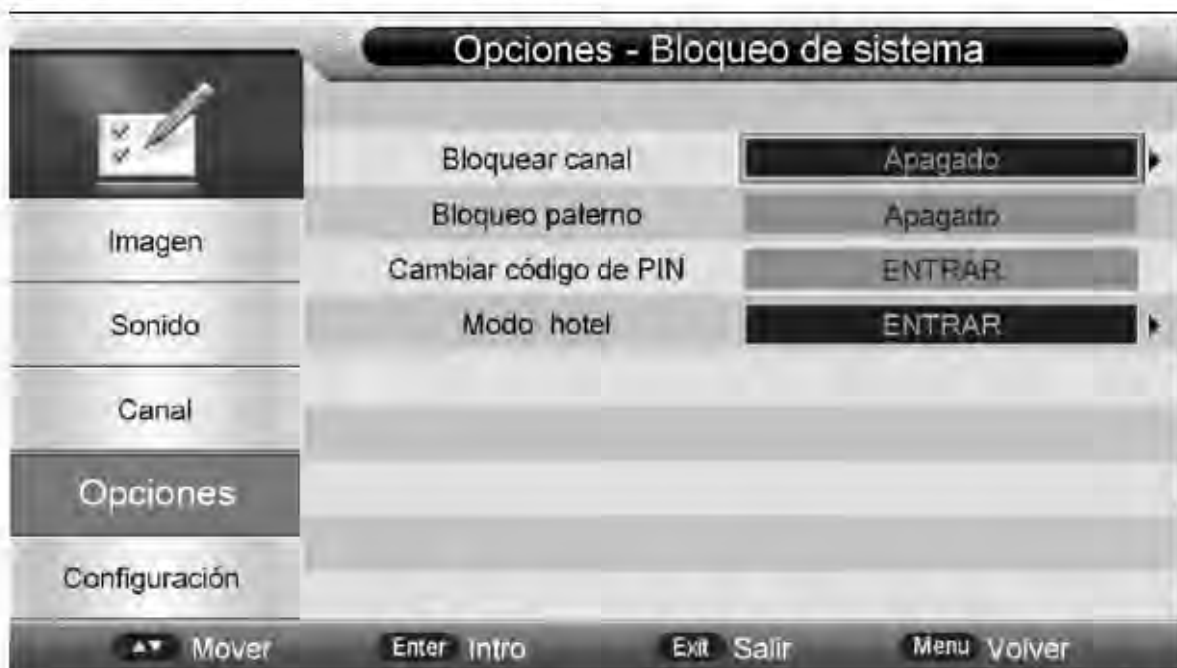 Opciones - Bloqueo de sistema
Bloquear canal Apagado
Bloqueo paterno Apagado
Cambiar código de PIN ENTRAR
Modo hotel ENTRAR
Imagen
Sonido
Canal
Opciones
Configuración
Mover Enter Intro Exit Salir Menu Volver